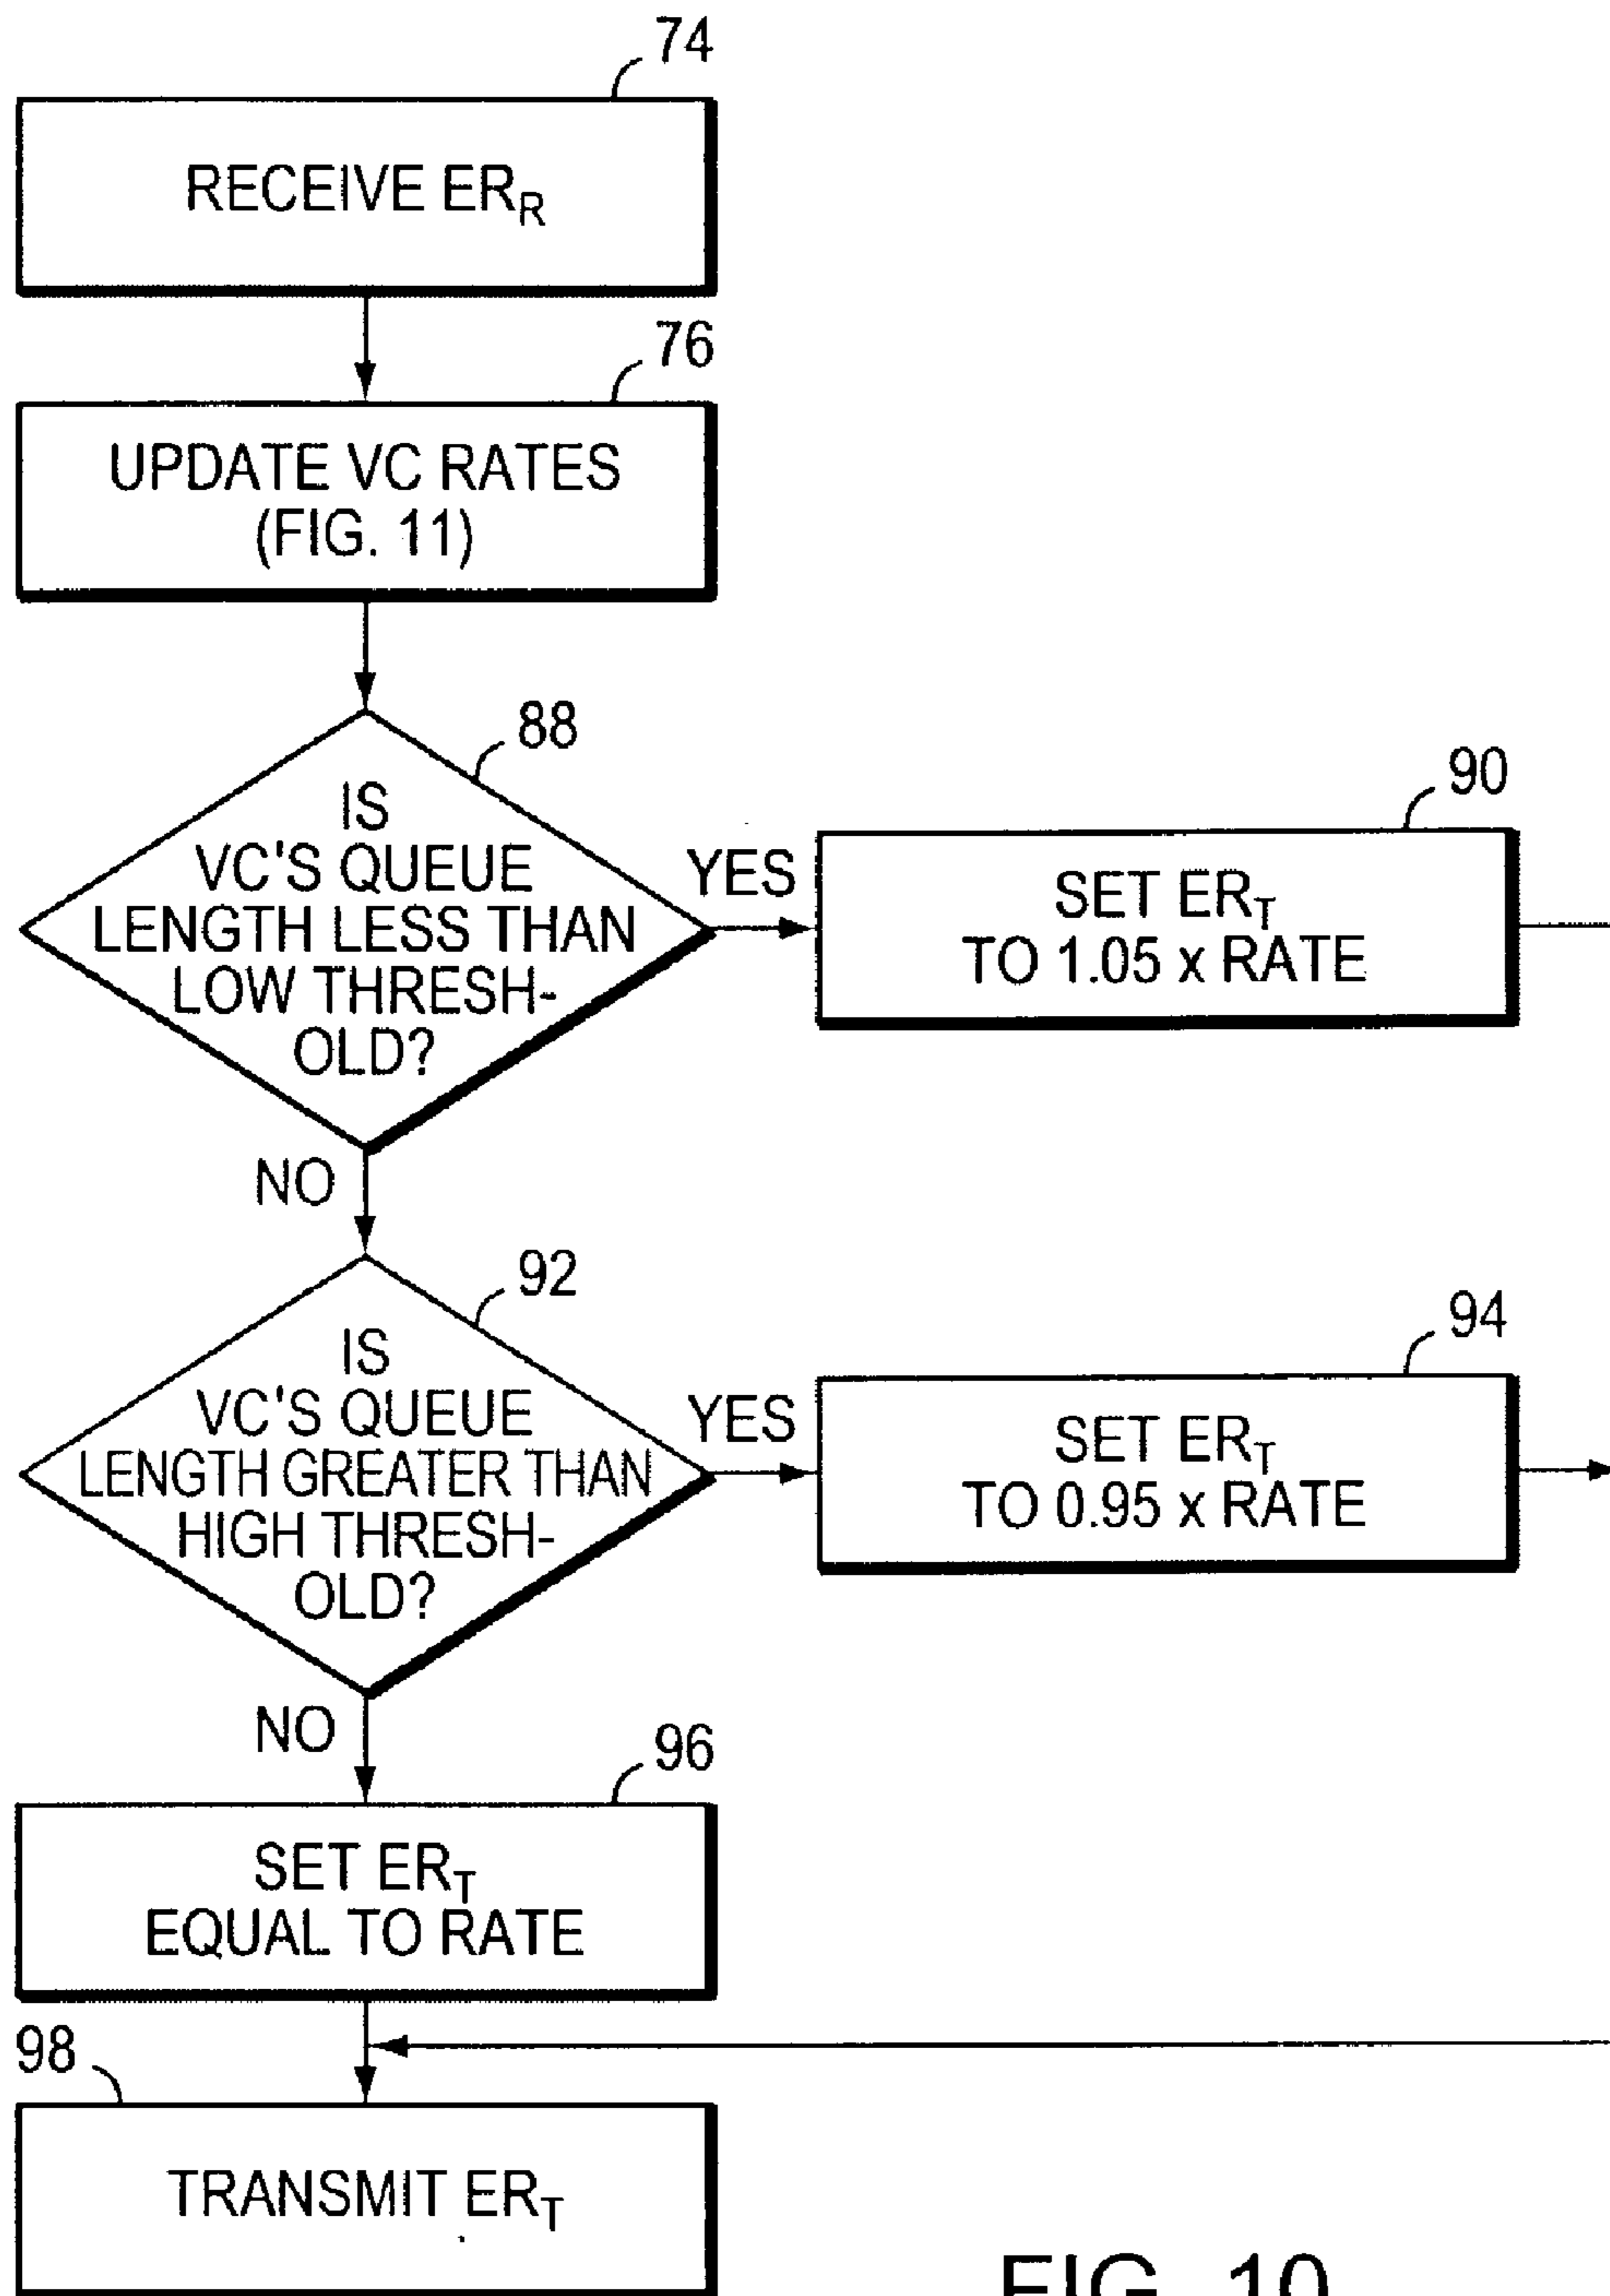 74
RECEIVE ER_R
76
UPDATE VC RATES
(FIG. 11)
88
IS
VC'S QUEUE
LENGTH LESS THAN
LOW THRESH-
OLD?
YES
90
SET ER_T
TO 1.05 x RATE
NO
92
IS
VC'S QUEUE
LENGTH GREATER THAN
HIGH THRESH-
OLD?
YES
94
SET ER_T
TO 0.95 x RATE
NO
96
SET ER_T
EQUAL TO RATE
98
TRANSMIT ER_T
FIG. 10